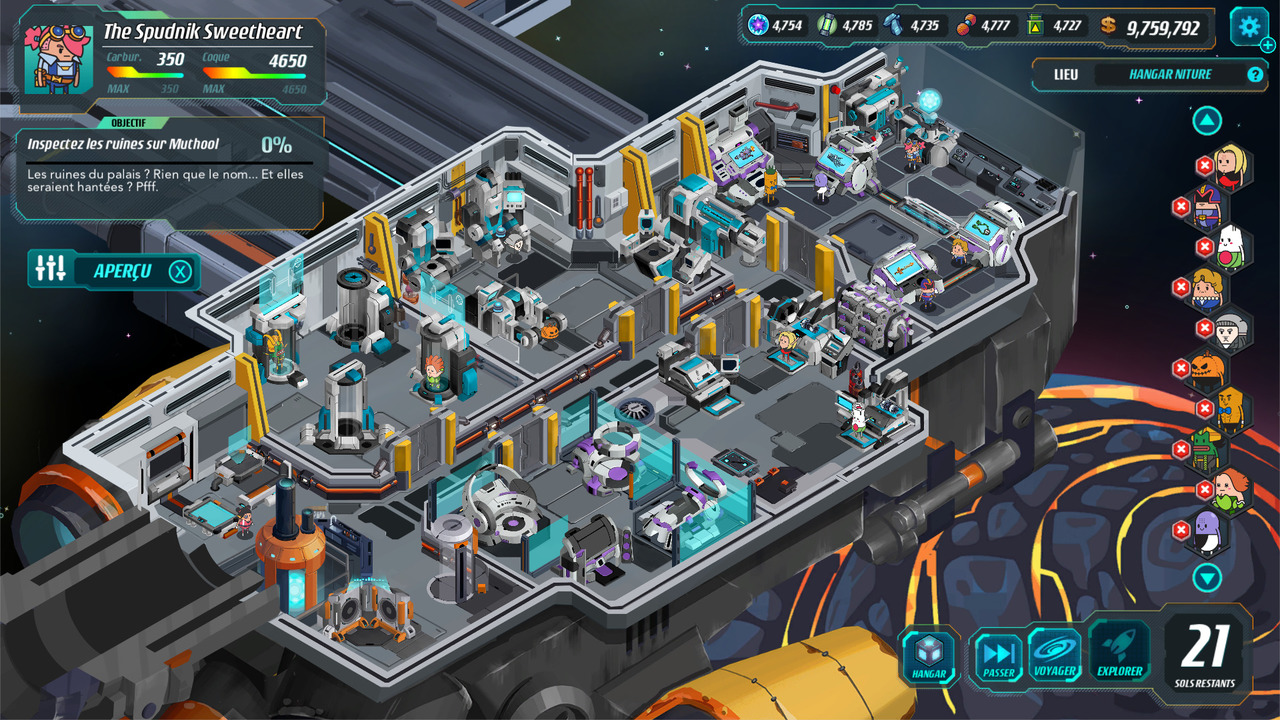 The Spudnik Sweetheart
Carbur. 350 Coque 4650
MAX 350 MAX 4650
OBJECTIF
Inspectez les ruines sur Muthool 0%
Les ruines du palais ? Rien que le nom... Et elles
seraient hantées ? Pfff.
APERÇU X
4,754 4,785 4,735 4,777 4,727 $ 9,759,792
LIEU HANGAR NITURE ?
HANGAR
PASSER
VOYAGER
EXPLORER
21
SOLS RESTANTS